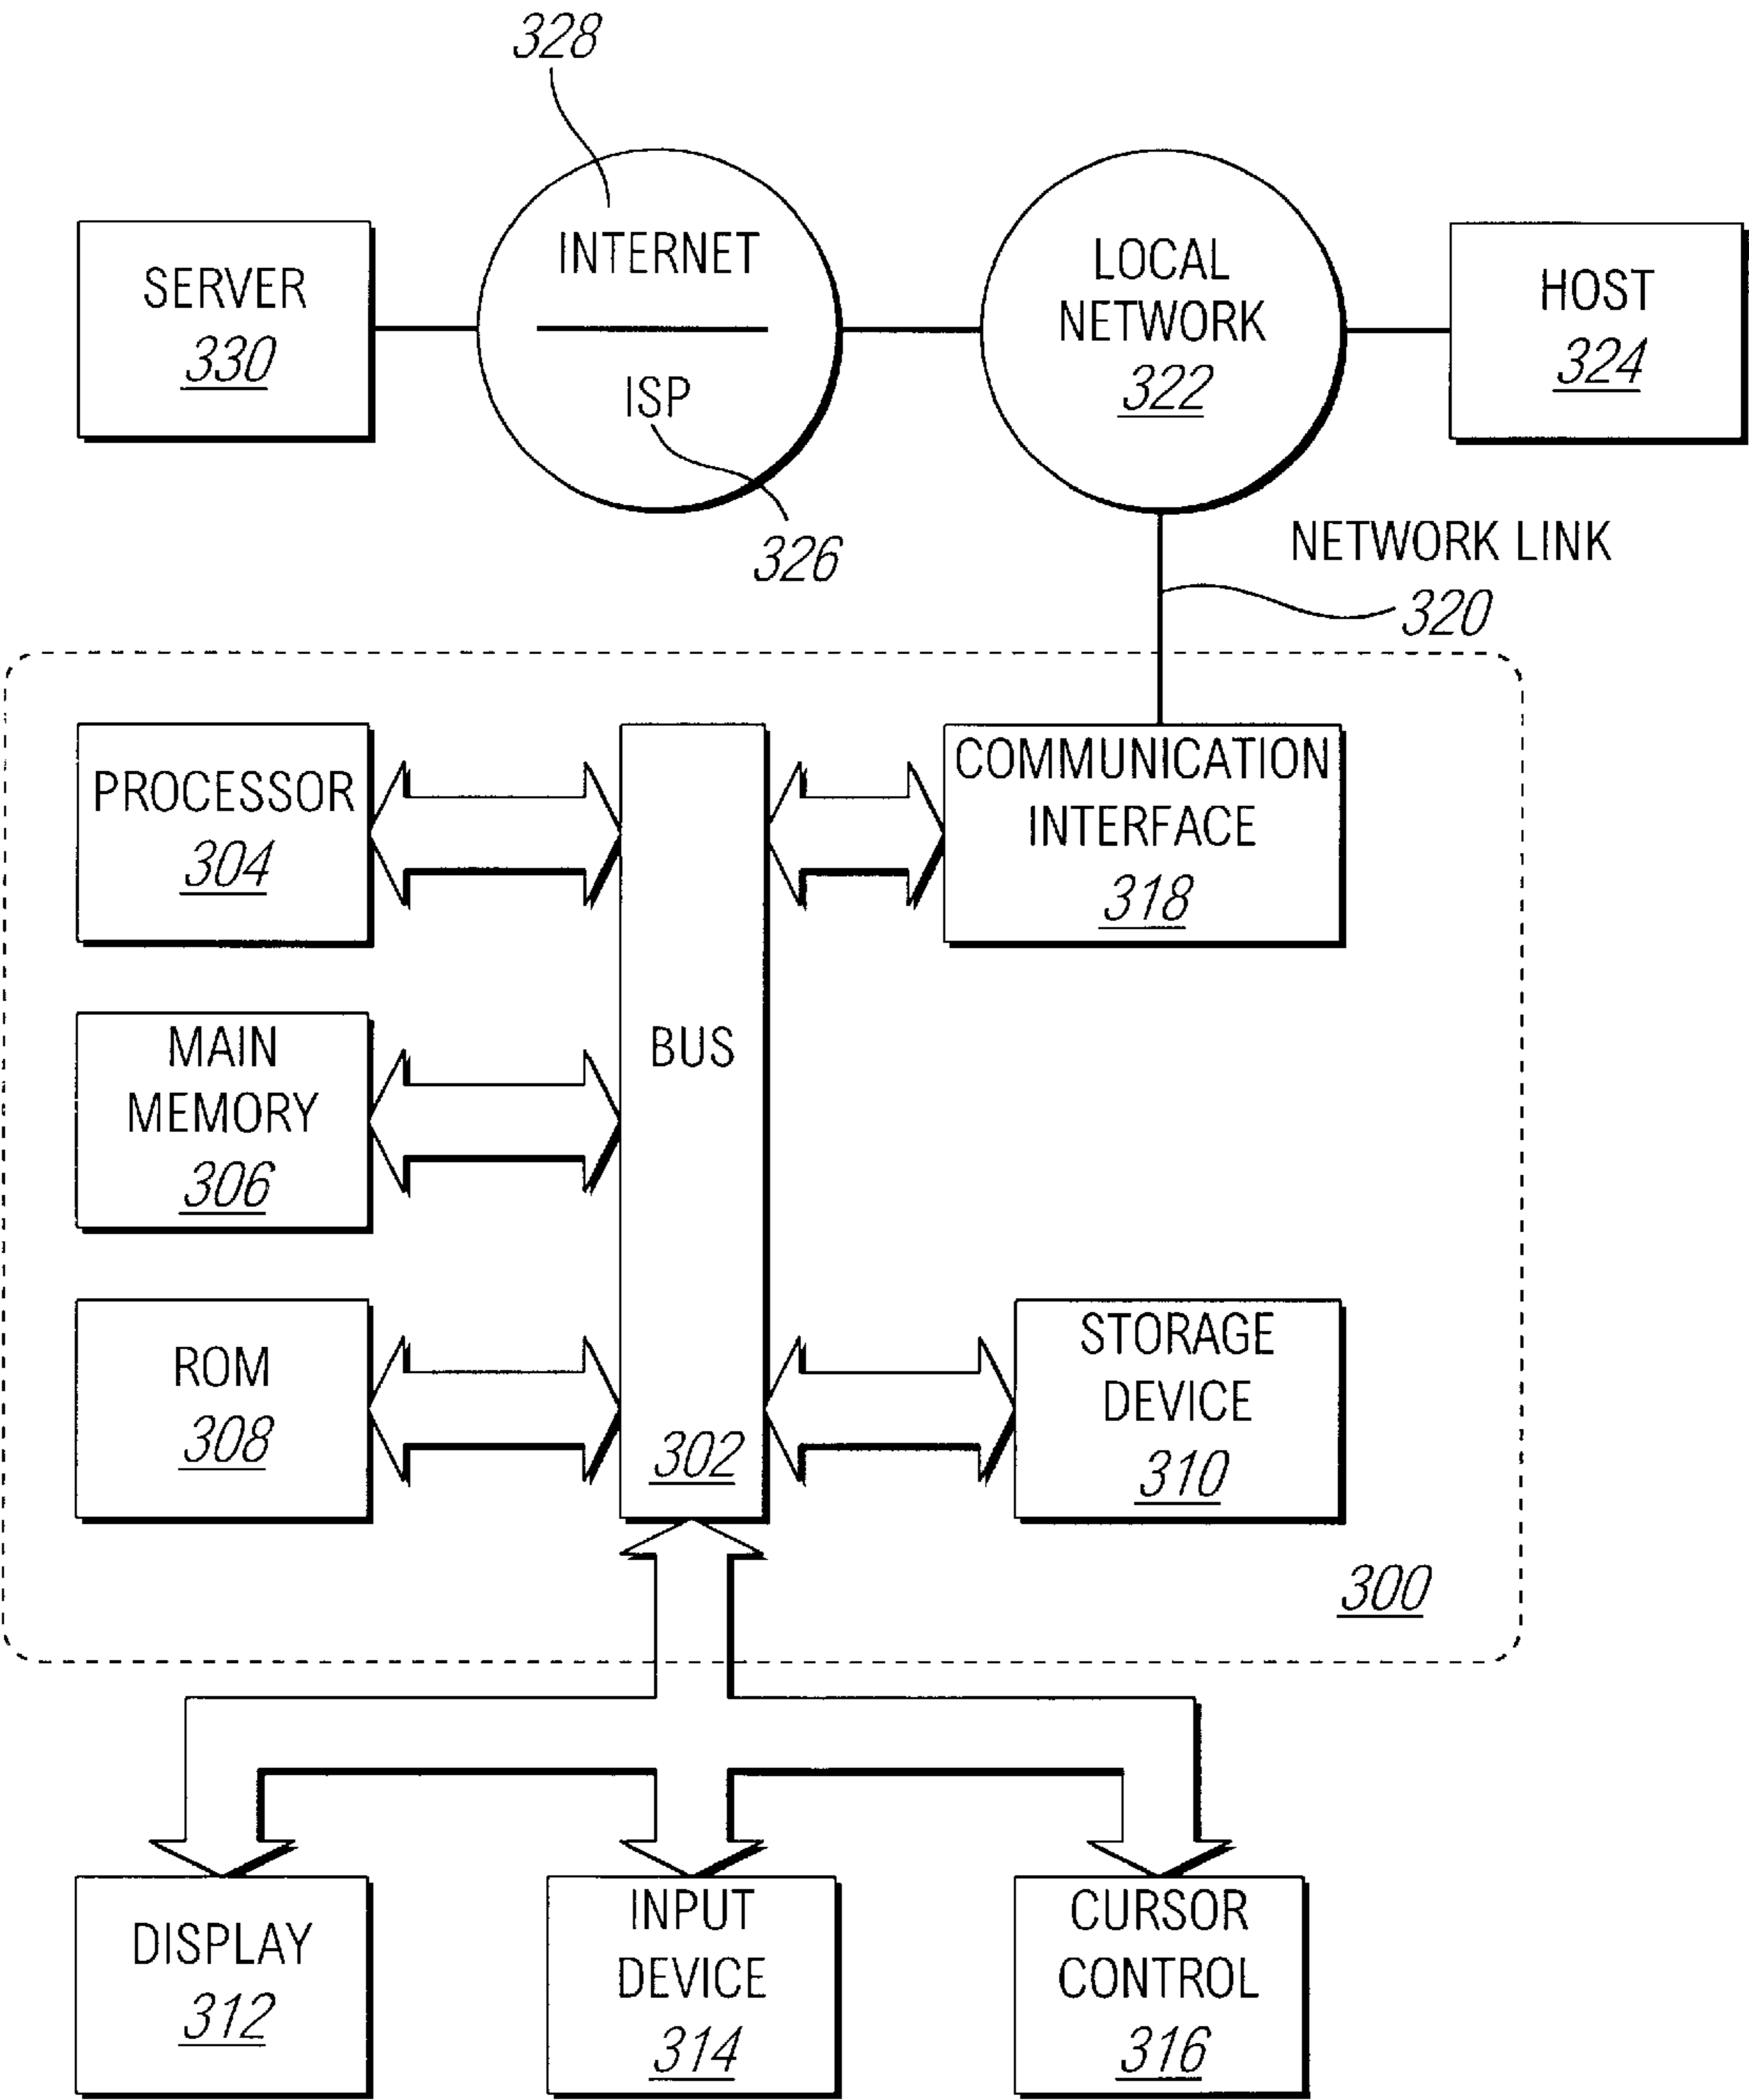 328
SERVER
330
INTERNET
ISP
326
LOCAL
NETWORK
322
HOST
324
NETWORK LINK
320
PROCESSOR
304
MAIN
MEMORY
306
ROM
308
BUS
302
COMMUNICATION
INTERFACE
318
STORAGE
DEVICE
310
300
DISPLAY
312
INPUT
DEVICE
314
CURSOR
CONTROL
316